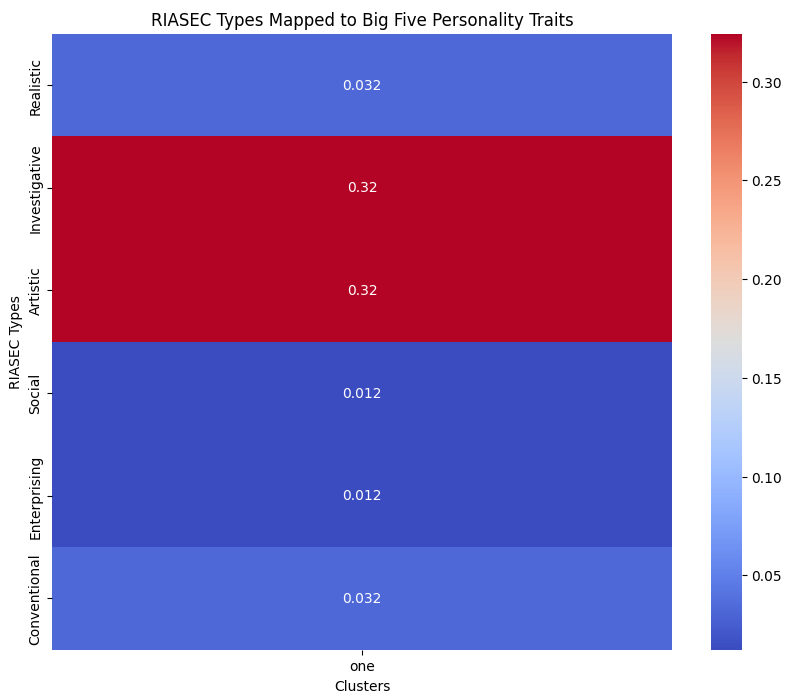 RIASEC Types Mapped to Big Five Personality Traits
RIASEC Types
Realistic
0.032
Investigative
0.32
Artistic
0.32
Social
0.012
Enterprising
0.012
Conventional
0.032
one
Clusters
0.30
0.25
0.20
0.15
0.10
0.05